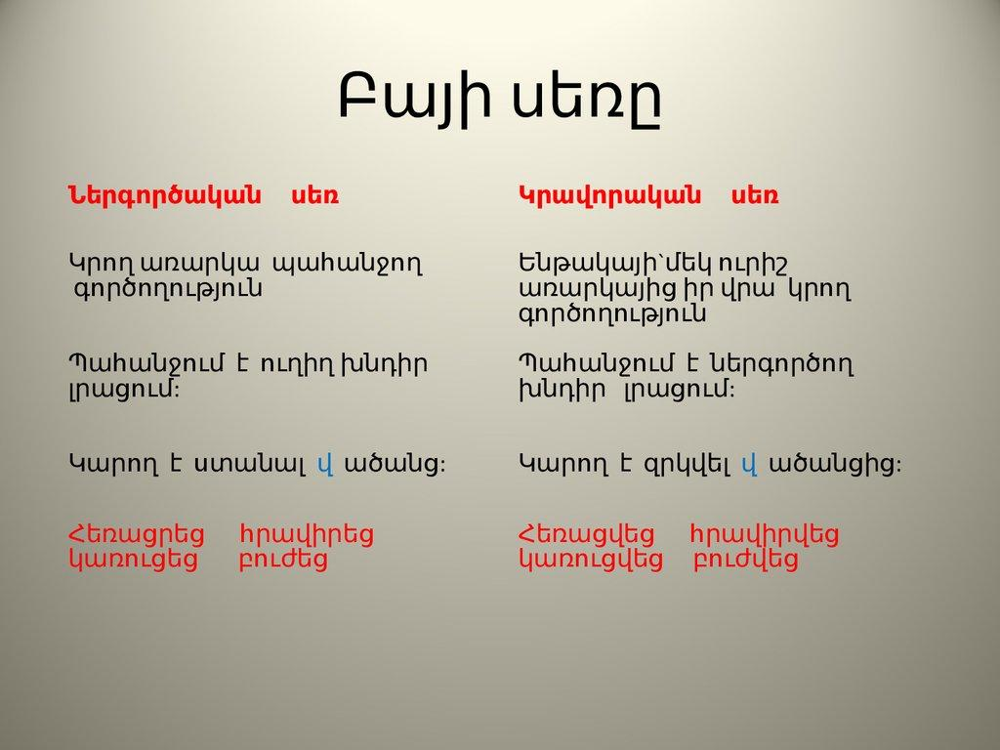 Բայի սեռը
Ներգործական սեռ
Կրող առարկա պահանջող
գործողություն
Պահանջում է ուղիղ խնդիր
լրացում:
Կարող է ստանալ վ ածանց:
Հեռացրեց հրավիրեց
կառուցեց բուժեց
Կրավորական սեռ
Ենթակայի`մեկ ուրիշ
առարկայից իր վրա կրող
գործողություն
Պահանջում է ներգործող
խնդիր լրացում:
Կարող է զրկվել վ ածանցից:
Հեռացվեց հրավիրվեց
կառուցվեց բուժվեց